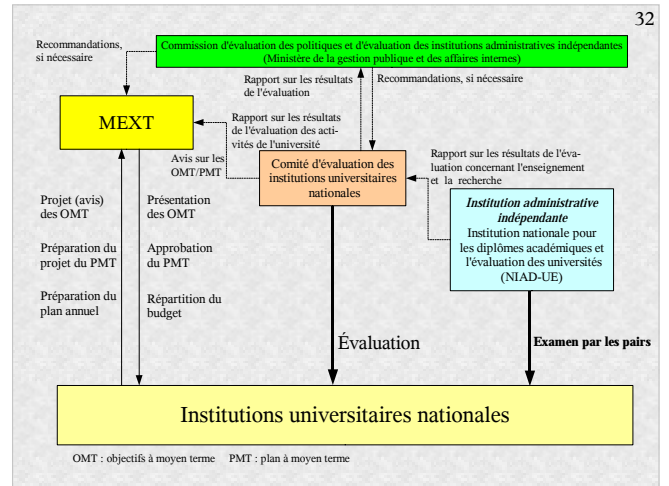 32
Recommandations,
si nécessaire
Commission d'évaluation des politiques et d'évaluation des institutions administratives indépendantes
(Ministère de la gestion publique et des affaires internes)
Rapport sur les résultats
de l'évaluation
Recommandations, si nécessaire
MEXT
Rapport sur les résultats
de l'évaluation des acti-
vités de l'université
Avis sur les
OMT/PMT
Comité d'évaluation des
institutions universitaires
nationales
Rapport sur les résultats de l'éva-
luation concernant l'enseignement
et la recherche
Institution administrative
indépendante
Institution nationale pour
les diplômes académiques et
l'évaluation des universités
(NIAD-UE)
Projet (avis)
des OMT
Préparation du
projet du PMT
Préparation du
plan annuel
Présentation
des OMT
Approbation
du PMT
Répartition du
budget
Évaluation
Examen par les pairs
Institutions universitaires nationales
OMT : objectifs à moyen terme PMT : plan à moyen terme